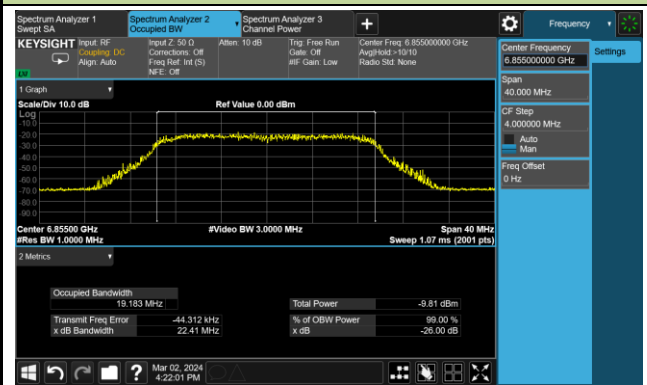 Spectrum Analyzer 1
Swept SA
Spectrum Analyzer 2
Occupied BW
Spectrum Analyzer 3
Channel Power
+
Frequency
KEYSIGHT
Input: RF
Coupling: DC
Align: Auto
Input Z: 50 Ω
Corrections: Off
Freq Ref: Int (S)
NFE: Off
Atten: 10 dB
Trig: Free Run
Gate: Off
#IF Gain: Low
Center Freq: 6.855000000 GHz
Avg|Hold:>10/10
Radio Std: None
Center Frequency
6.855000000 GHz
Settings
Span
40.000 MHz
CF Step
4.000000 MHz
Auto
Man
Freq Offset
0 Hz
1 Graph
Scale/Div 10.0 dB
Ref Value 0.00 dBm
Log
-10.0
-20.0
-30.0
-40.0
-50.0
-60.0
-70.0
-80.0
-90.0
Center 6.85500 GHz
#Video BW 3.0000 MHz
Span 40 MHz
#Res BW 1.0000 MHz
Sweep 1.07 ms (2001 pts)
2 Metrics
Occupied Bandwidth
19.183 MHz
Total Power
-9.81 dBm
Transmit Freq Error
-44.312 kHz
% of OBW Power
99.00 %
x dB Bandwidth
22.41 MHz
x dB
-26.00 dB
?
Mar 02, 2024
4:22:01 PM